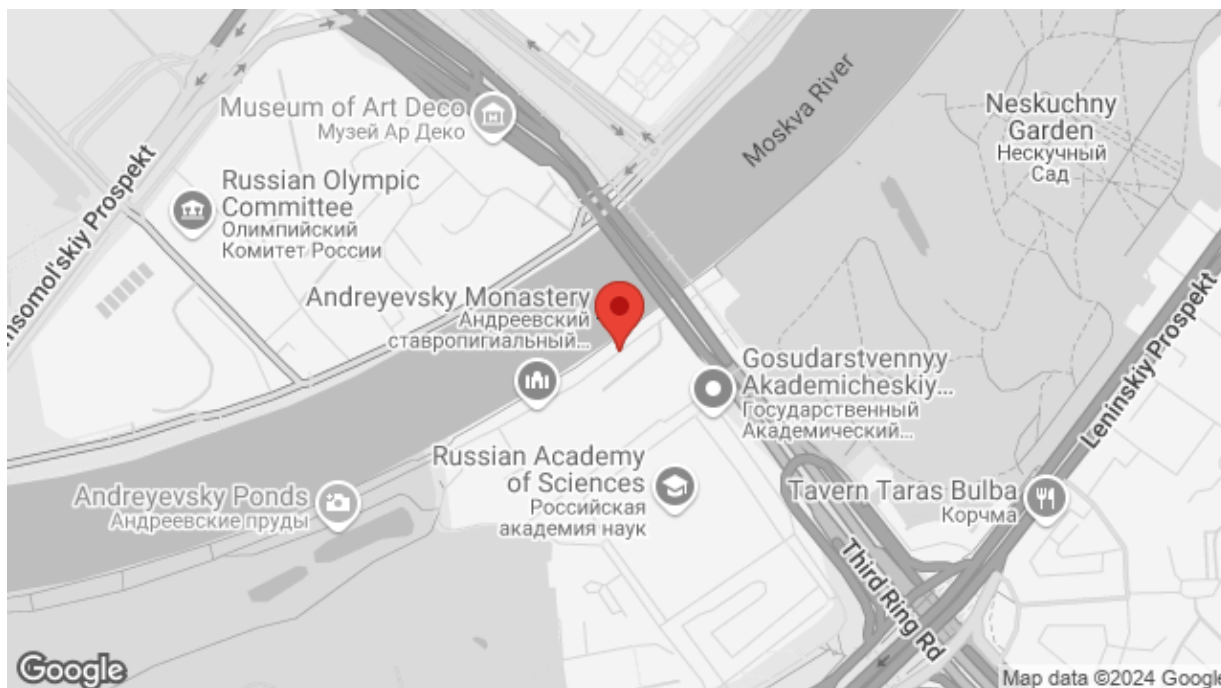 Museum of Art Deco
Музей Ар Деко
Moskva River
Neskuchny
Garden
Нескучный
Сад
Russian Olympic
Committee
Олимпийский
Комитет России
Prospekt
Andreyevsky Monastery
Андреевский
ставропигиальный...
Gosudarstvennyy
Akademicheskiy...
Государственный
Академический...
Leninskiy Prospekt
Russian Academy
of Sciences
Российская
академия наук
Andreyevsky Ponds
Андреевские пруды
Tavern Taras Bulba
Корчма
Third Ring Rd
Google
Map data ©2024 Google